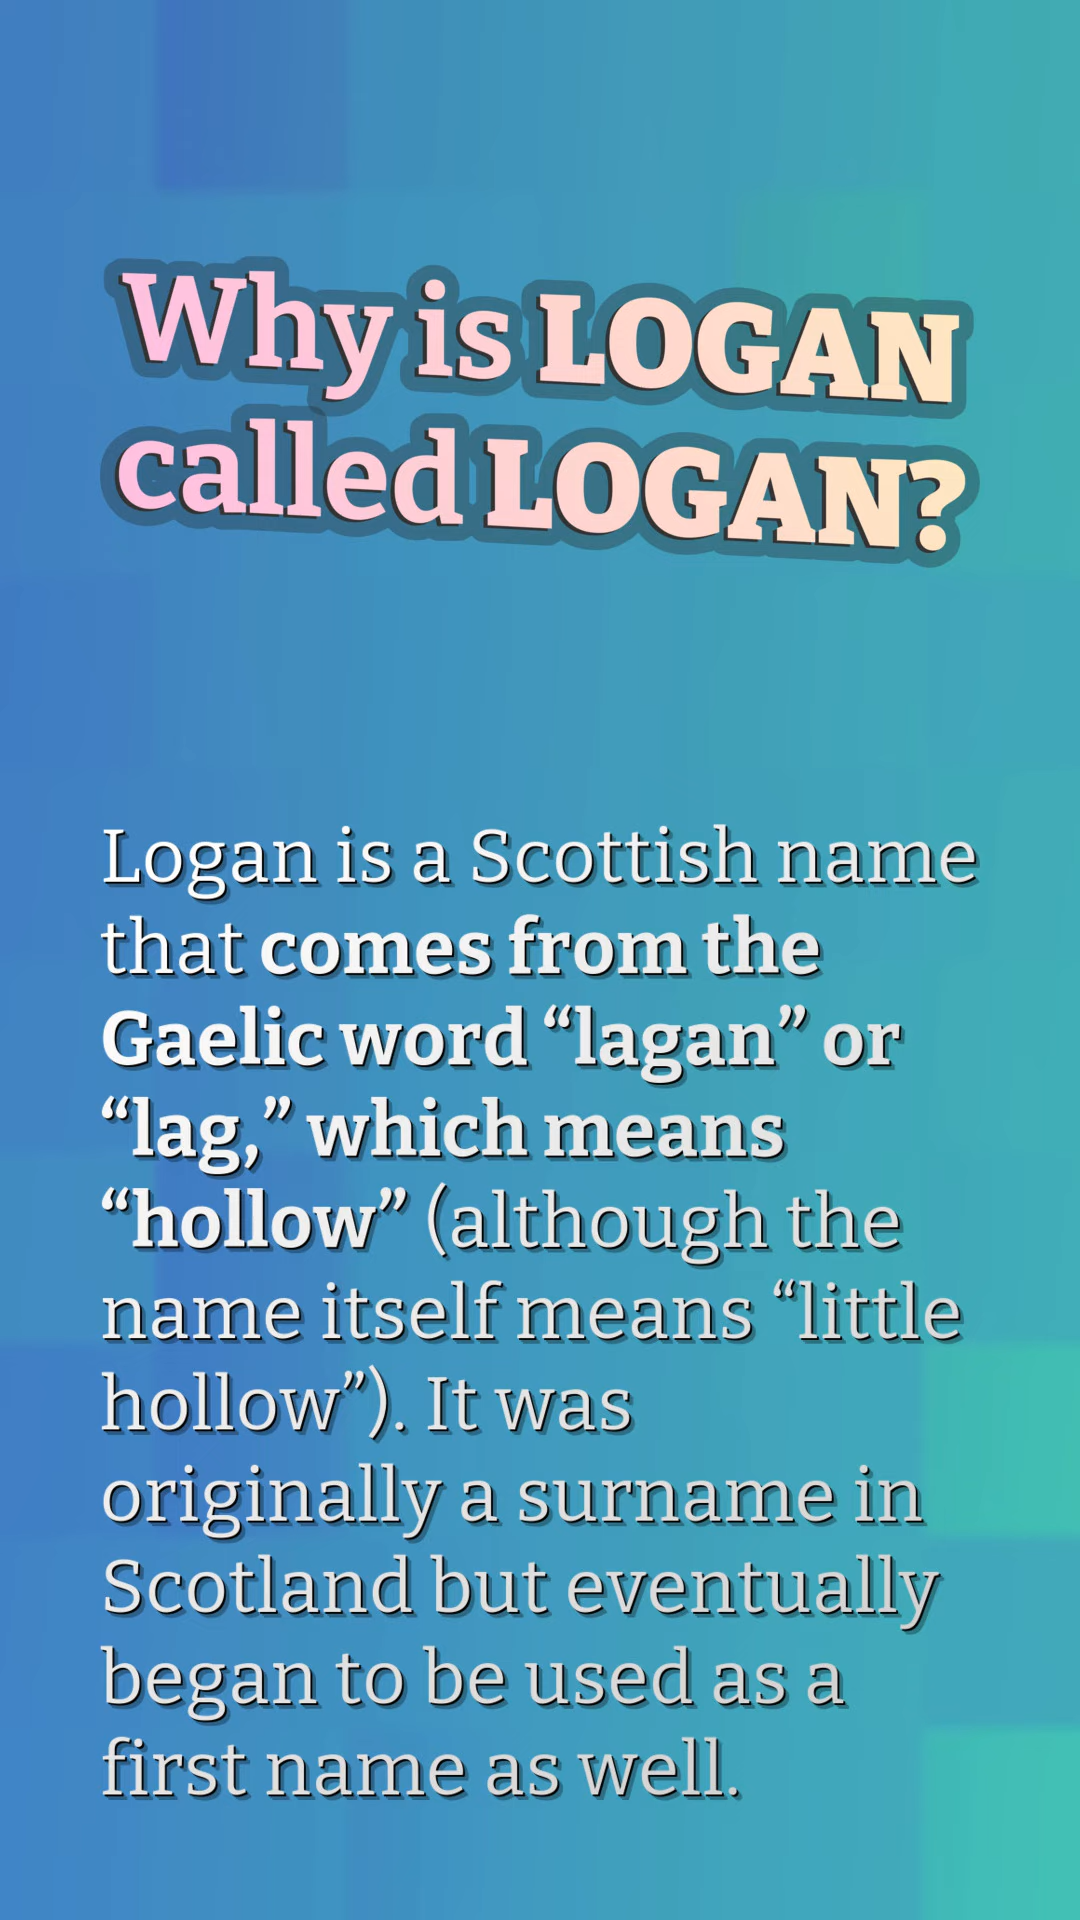 Why is LOGAN
called LOGAN?
Logan is a Scottish name
that comes from the
Gaelic word “lagan” or
“lag,” which means
“hollow” (although the
name itself means “little
hollow”). It was
originally a surname in
Scotland but eventually
began to be used as a
first name as well.